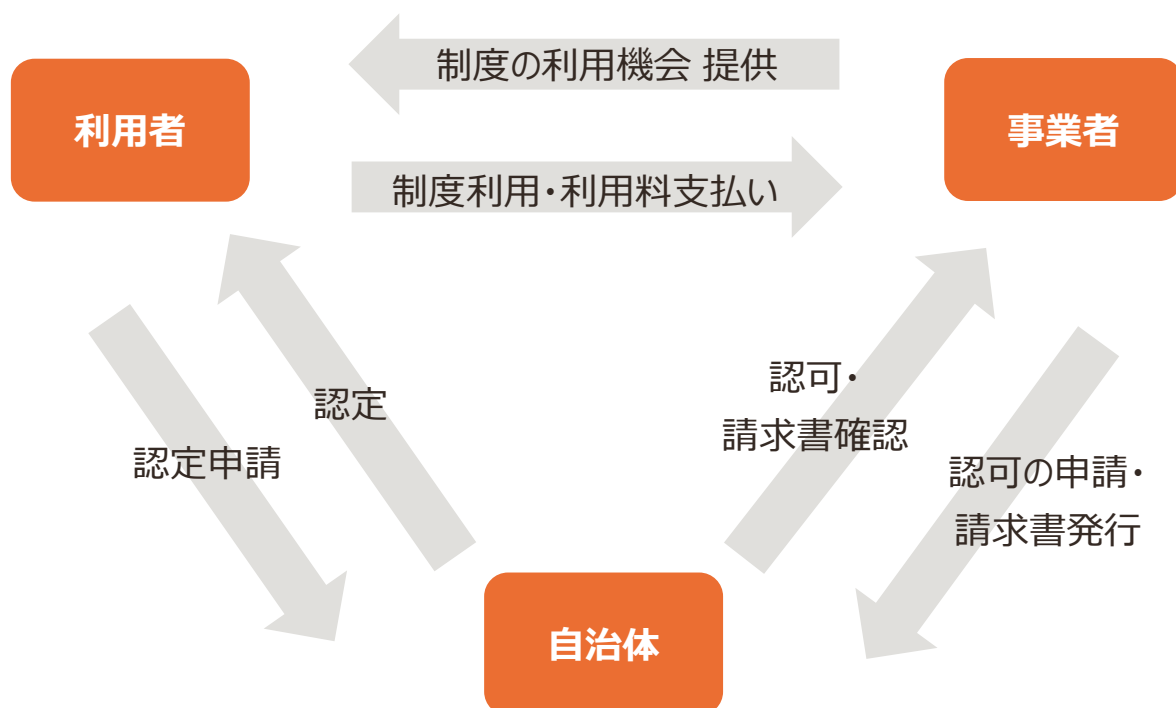 制度の利用機会 提供
利用者
事業者
制度利用・利用料支払い
認定
認定申請
認可・
請求書確認
認可の申請・
請求書発行
自治体